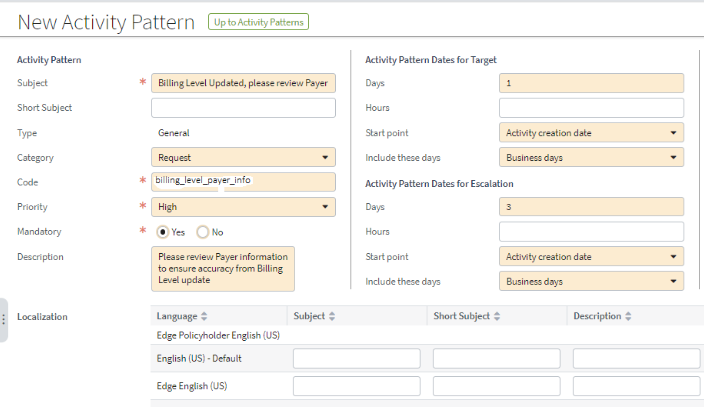 New Activity Pattern Up to Activity Patterns
Activity Pattern
Subject * Billing Level Updated, please review Payer
Short Subject
Type General
Category Request
Code * billing_level_payer_info
Priority * High
Mandatory * Yes No
Description Please review Payer information
to ensure accuracy from Billing
Level update
Activity Pattern Dates for Target
Days 1
Hours
Start point Activity creation date
Include these days Business days
Activity Pattern Dates for Escalation
Days 3
Hours
Start point Activity creation date
Include these days Business days
Localization
Language Subject Short Subject Description
Edge Policyholder English (US)
English (US) - Default
Edge English (US)